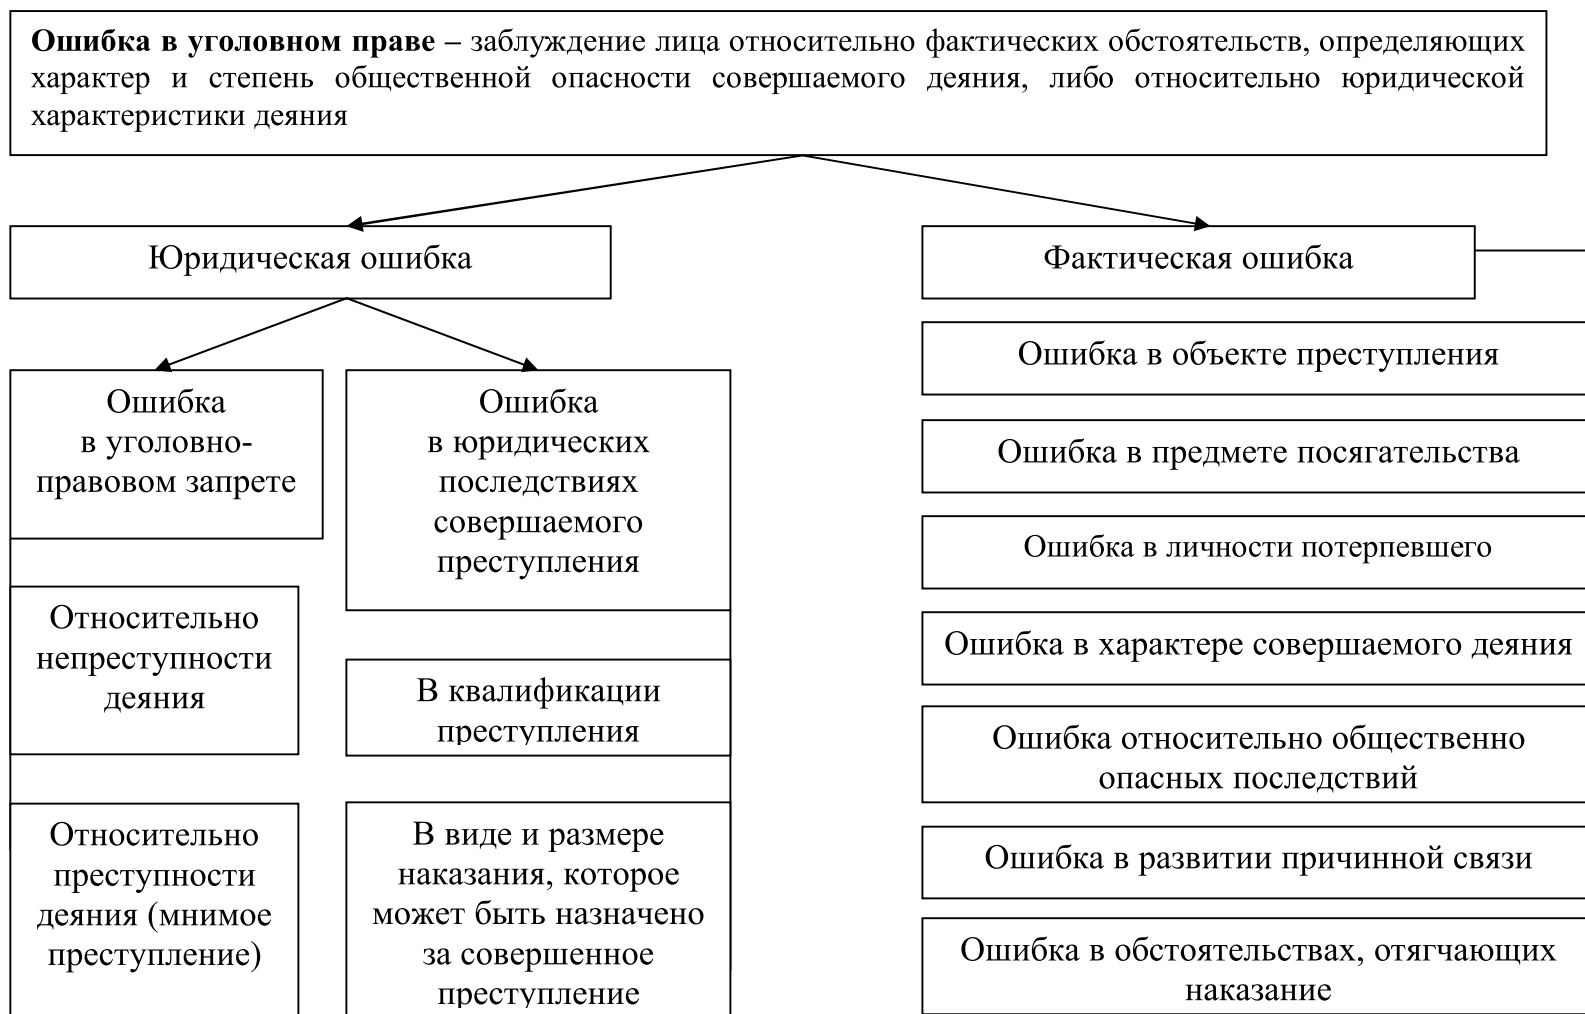 Ошибка в уголовном праве – заблуждение лица относительно фактических обстоятельств, определяющих
характер и степень общественной опасности совершаемого деяния, либо относительно юридической
характеристики деяния
Юридическая ошибка
Фактическая ошибка
Ошибка
в уголовно-
правовом запрете
Относительно
непреступности
деяния
Относительно
преступности
деяния (мнимое
преступление)
Ошибка
в юридических
последствиях
совершаемого
преступления
В квалификации
преступления
В виде и размере
наказания, которое
может быть назначено
за совершенное
преступление
Ошибка в объекте преступления
Ошибка в предмете посягательства
Ошибка в личности потерпевшего
Ошибка в характере совершаемого деяния
Ошибка относительно общественно
опасных последствий
Ошибка в развитии причинной связи
Ошибка в обстоятельствах, отягчающих
наказание